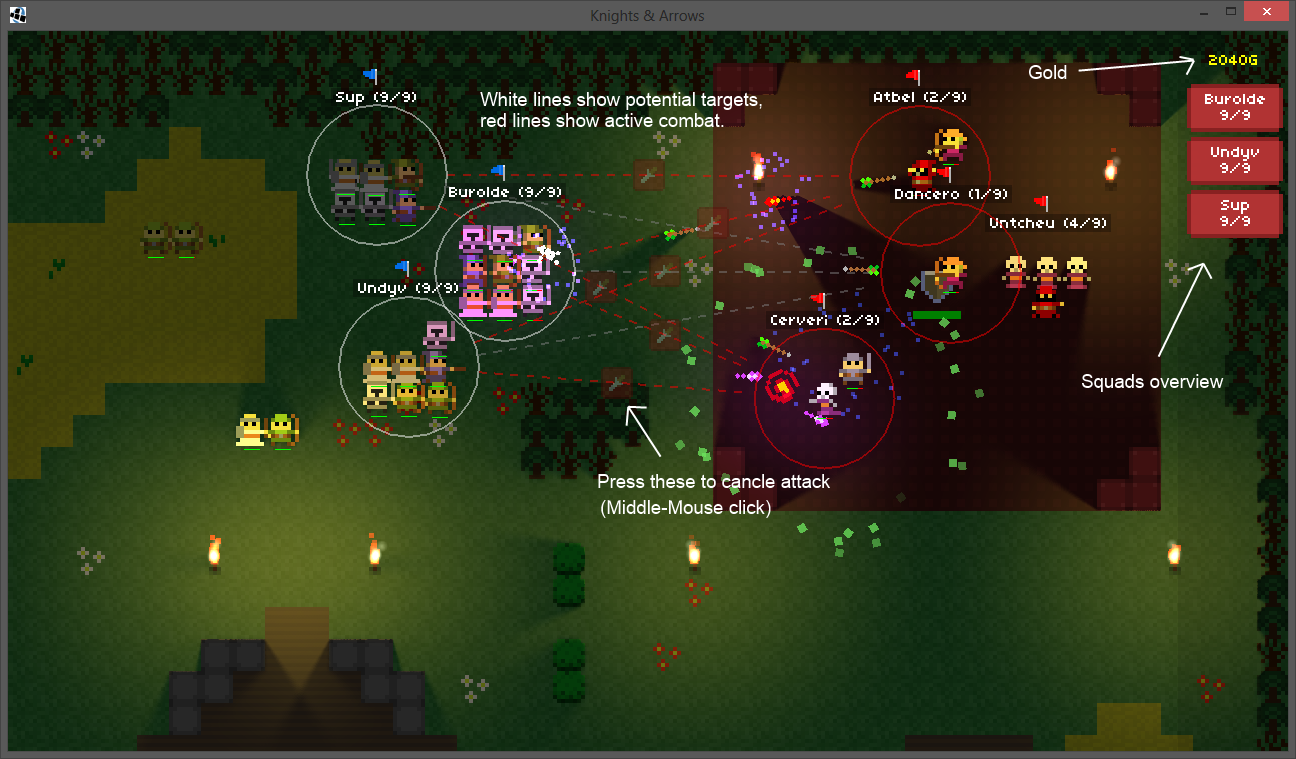 Knights & Arrows
2040G
Gold
Sup (9/9)
White lines show potential targets,
red lines show active combat.
Atbel (2/9)
Burolde
9/9
Undyv
9/9
Sup
9/9
Burolde (9/9)
Dancero (1/9)
Untcheu (4/9)
Undyv (9/9)
Cerveri (2/9)
Squads overview
Press these to cancle attack
(Middle-Mouse click)